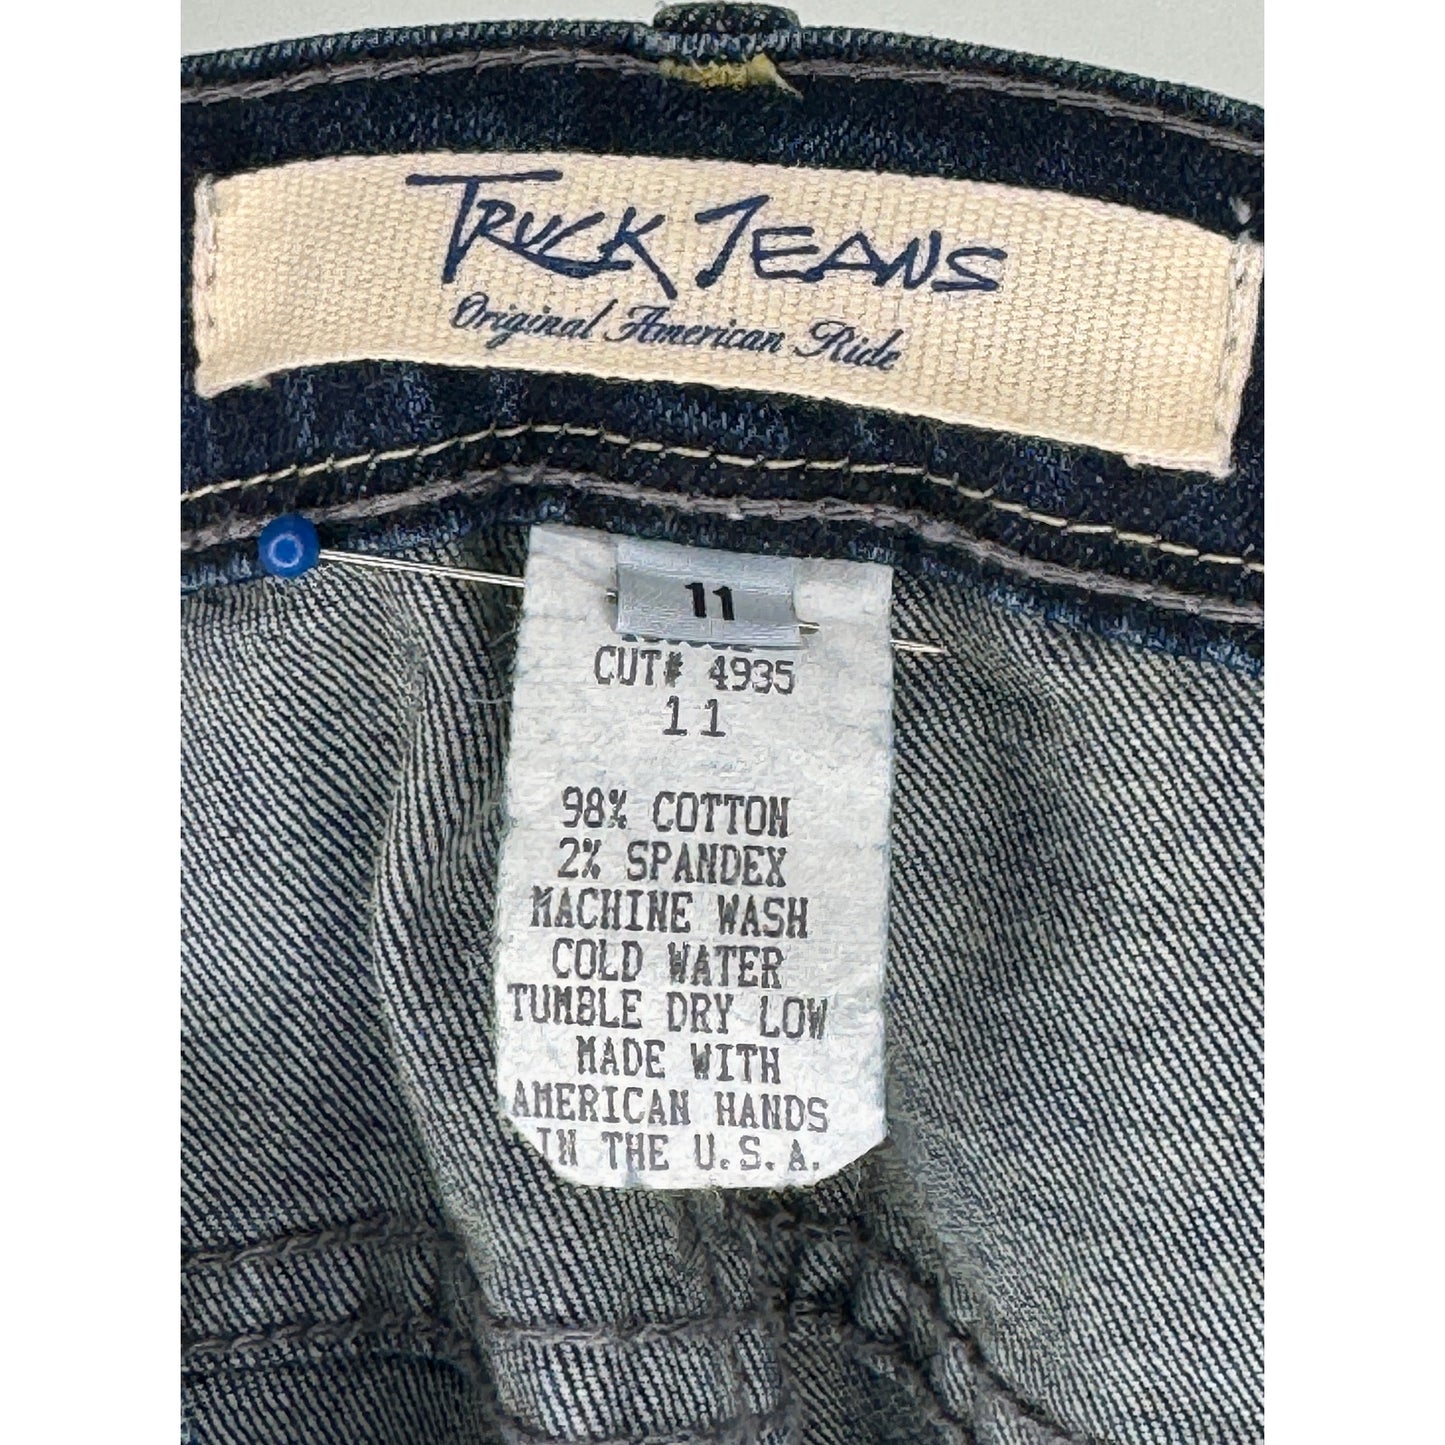 TRUCK JEANS
Original American Ride
11
CUT# 4935
11
98% COTTON
2% SPANDEX
MACHINE WASH
COLD WATER
TUMBLE DRY LOW
MADE WITH
AMERICAN HANDS
IN THE U.S.A.